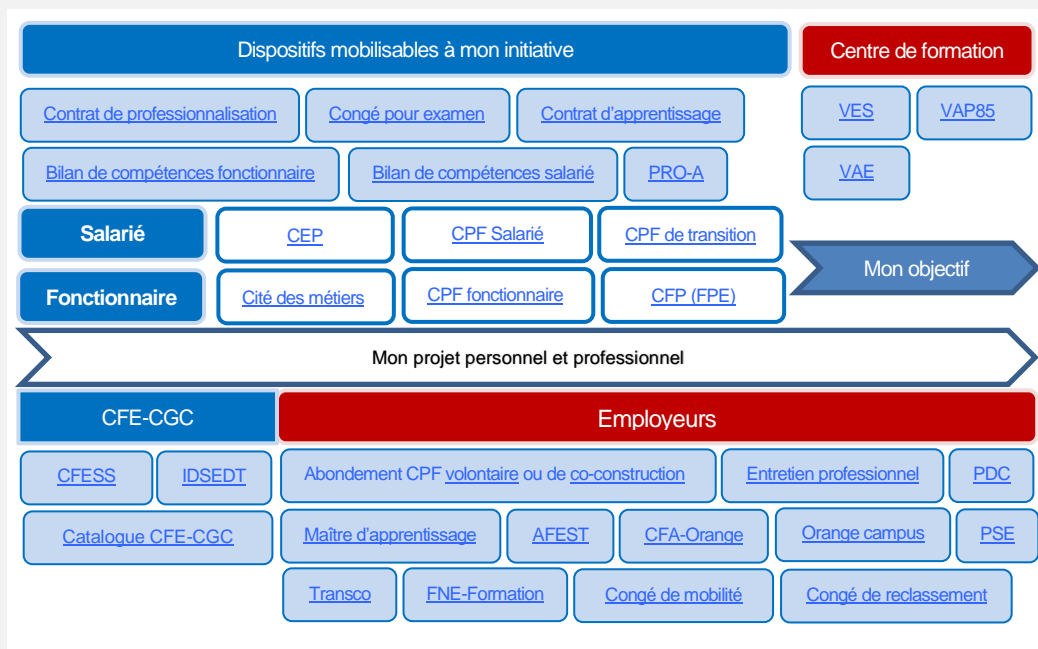 Dispositifs mobilisables à mon initiative
Centre de formation
Contrat de professionnalisation
Congé pour examen
Contrat d'apprentissage
VES
VAP85
Bilan de compétences fonctionnaire
Bilan de compétences salarié
PRO-A
VAE
Salarié
CEP
CPF Salarié
CPF de transition
Mon objectif
Fonctionnaire
Cité des métiers
CPF fonctionnaire
CFP (FPE)
Mon projet personnel et professionnel
CFE-CGC
Employeurs
CFESS
IDSEDT
Abondement CPF volontaire ou de co-construction
Entretien professionnel
PDC
Catalogue CFE-CGC
Maître d'apprentissage
AFEST
CFA-Orange
Orange campus
PSE
Transco
FNE-Formation
Congé de mobilité
Congé de reclassement